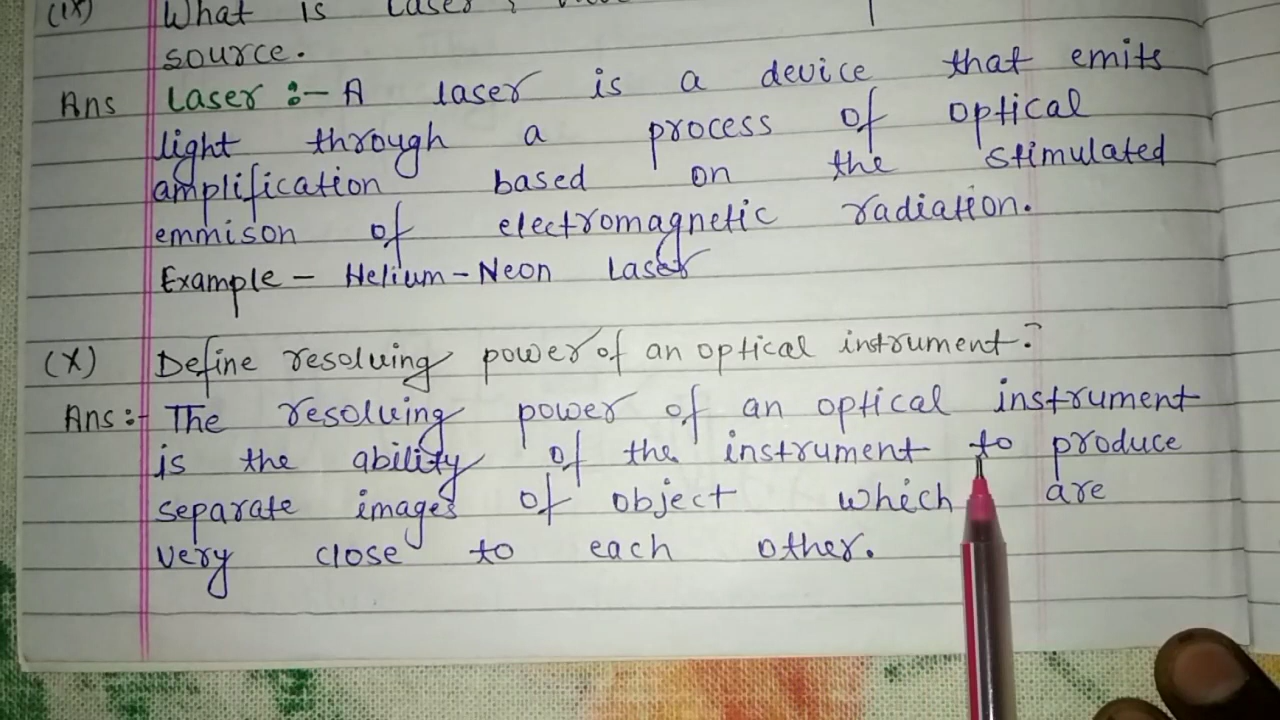 (ix) What is Laser
source.
Ans Laser :- A laser is a device that emits
light through a process of optical
amplification based on the stimulated
emmison of electromagnetic radiation.
Example - Helium-Neon Laser
(X) Define resolving power of an optical instrument?
Ans:- The resolving power of an optical instrument
is the ability of the instrument to produce
separate images of object which are
very close to each other.